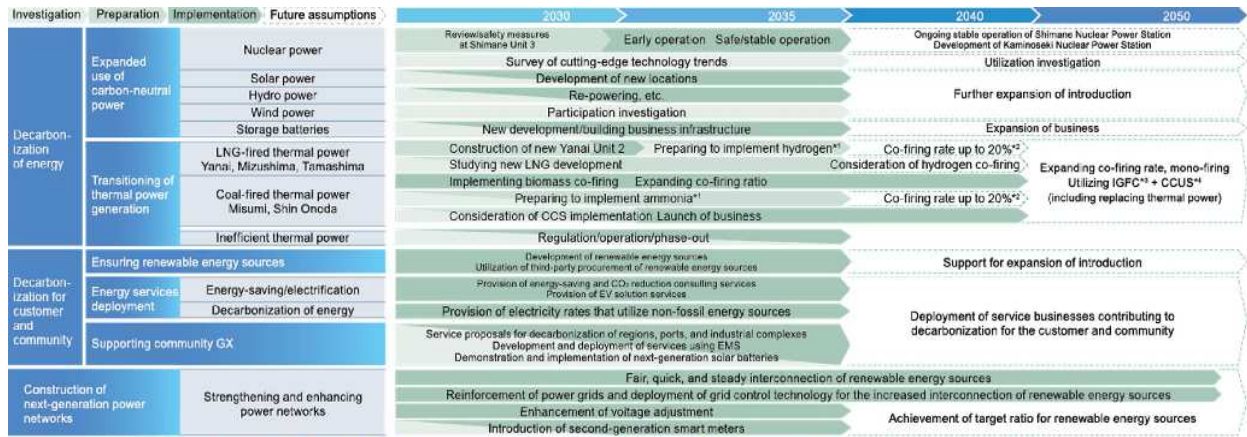 Investigation
Preparation
Implementation
Future assumptions
2030
2035
2040
2050
Decarbon-
ization
of energy
Expanded
use of
carbon-neutral
power
Nuclear power
Review/safety measures
at Shimane Unit 3
Early operation
Safe/stable operation
Ongoing stable operation of Shimane Nuclear Power Station
Development of Kaminoseki Nuclear Power Station
Survey of cutting-edge technology trends
Utilization investigation
Solar power
Development of new locations
Hydro power
Re-powering, etc.
Further expansion of introduction
Wind power
Participation investigation
Storage batteries
New development/building business infrastructure
Expansion of business
Transitioning of
thermal power
generation
LNG-fired thermal power
Yanai, Mizushima, Tamashima
Construction of new Yanai Unit 2
Preparing to implement hydrogen*1
Co-firing rate up to 20%*2
Studying new LNG development
Consideration of hydrogen co-firing
Coal-fired thermal power
Misumi, Shin Onoda
Implementing biomass co-firing
Expanding co-firing ratio
Preparing to implement ammonia*1
Co-firing rate up to 20%*2
Consideration of CCS implementation
Launch of business
Expanding co-firing rate, mono-firing
Utilizing IGFC*3 + CCUS*4
(including replacing thermal power)
Inefficient thermal power
Regulation/operation/phase-out
Decarbon-
ization for
customer
and
community
Ensuring renewable energy sources
Development of renewable energy sources
Utilization of third-party procurement of renewable energy sources
Support for expansion of introduction
Energy services
deployment
Energy-saving/electrification
Provision of energy-saving and CO₂ reduction consulting services
Provision of EV solution services
Decarbonization of energy
Provision of electricity rates that utilize non-fossil energy sources
Deployment of service businesses contributing to
decarbonization for the customer and community
Supporting community GX
Service proposals for decarbonization of regions, ports, and industrial complexes
Development and deployment of services using EMS
Demonstration and implementation of next-generation solar batteries
Construction of
next-generation power
networks
Strengthening and enhancing
power networks
Fair, quick, and steady interconnection of renewable energy sources
Reinforcement of power grids and deployment of grid control technology for the increased interconnection of renewable energy sources
Enhancement of voltage adjustment
Introduction of second-generation smart meters
Achievement of target ratio for renewable energy sources